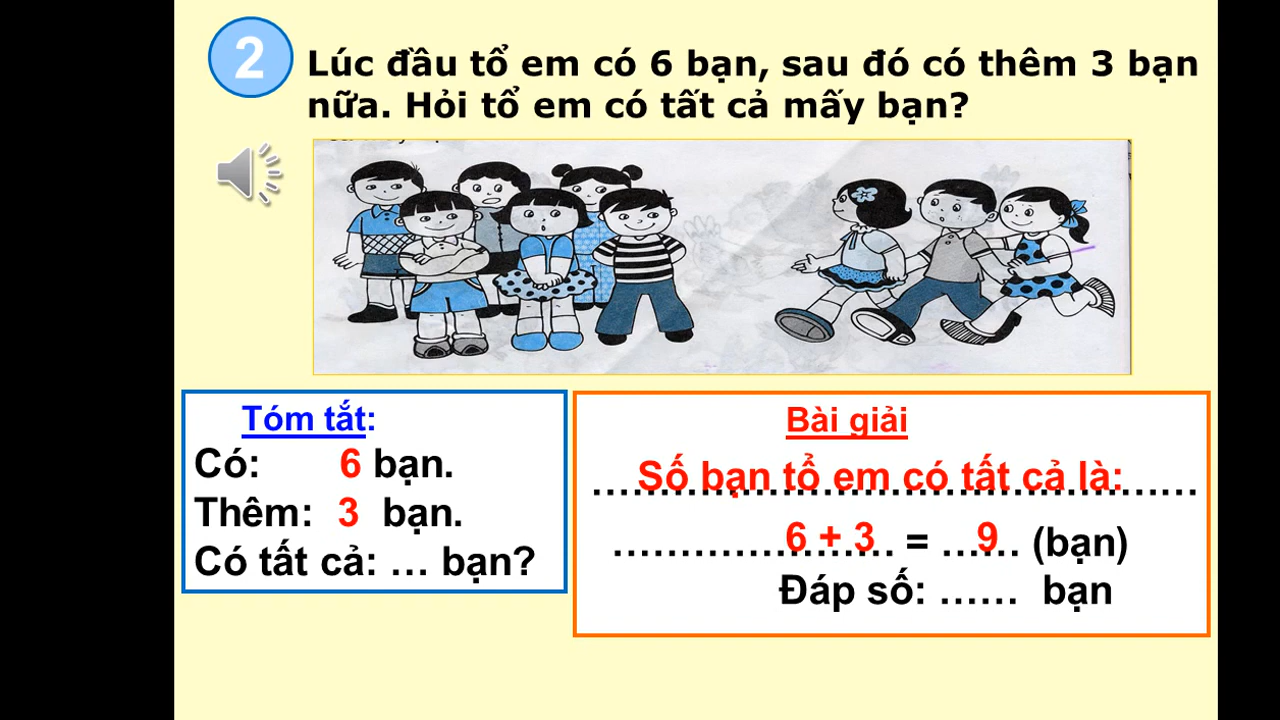 2
Lúc đầu tổ em có 6 bạn, sau đó có thêm 3 bạn
nữa. Hỏi tổ em có tất cả mấy bạn?
Tóm tắt:
Có: 6 bạn.
Thêm: 3 bạn.
Có tất cả: … bạn?
Bài giải
Số bạn tổ em có tất cả là:
6 + 3 = 9 (bạn)
Đáp số: …… bạn